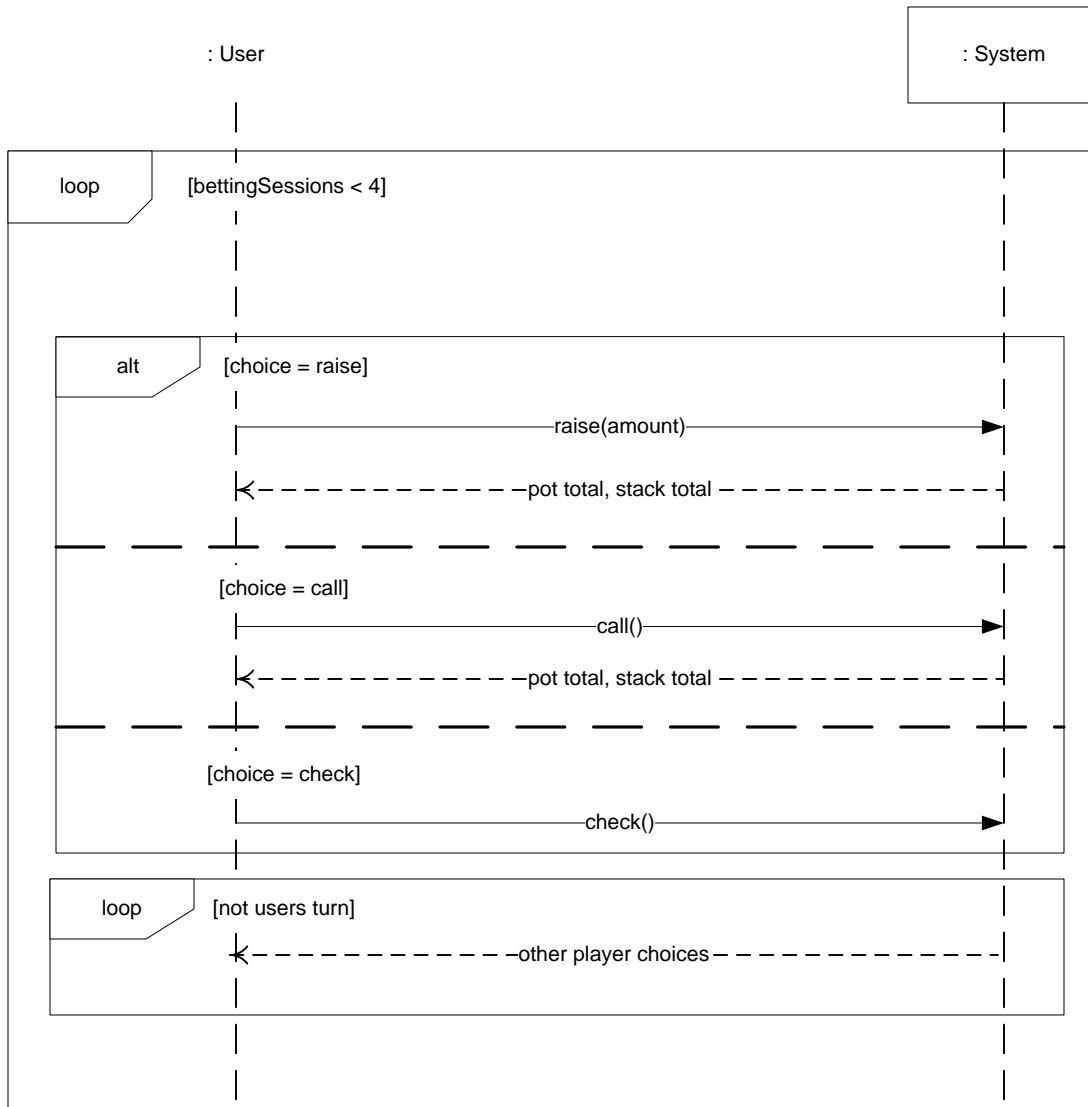 : User
: System
loop
[bettingSessions < 4]
alt
[choice = raise]
raise(amount)
pot total, stack total
[choice = call]
call()
pot total, stack total
[choice = check]
check()
loop
[not users turn]
other player choices